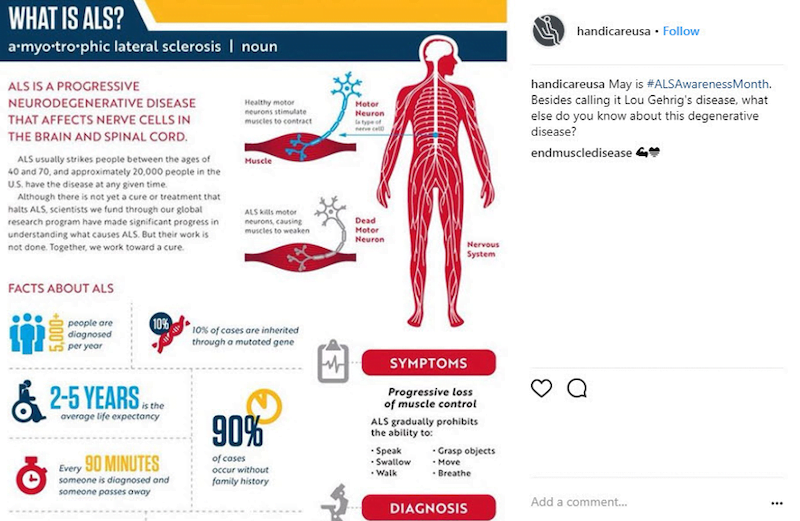 WHAT IS ALS?
a•myo•tro•phic lateral sclerosis | noun
ALS IS A PROGRESSIVE
NEURODEGENERATIVE DISEASE
THAT AFFECTS NERVE CELLS IN
THE BRAIN AND SPINAL CORD.
ALS usually strikes people between the ages of
40 and 70, and approximately 20,000 people in the
U.S. have the disease at any given time.
Although there is not yet a cure or treatment that
halts ALS, scientists we fund through our global
research program have made significant progress in
understanding what causes ALS. But their work is
not done. Together, we work toward a cure.
Healthy motor
neurons stimulate
muscles to contract
Motor
Neuron
(a type of
nerve cell)
Muscle
ALS kills motor
neurons, causing
muscles to weaken
Dead
Motor
Neuron
Nervous
System
FACTS ABOUT ALS
5,000+
people are
diagnosed
per year
10%
10% of cases are inherited
through a mutated gene
2-5 YEARS is the
average life expectancy
90%
of cases
occur without
family history
Every 90 MINUTES
someone is diagnosed and
someone passes away
SYMPTOMS
Progressive loss
of muscle control
ALS gradually prohibits
the ability to:
• Speak
• Swallow
• Walk
• Grasp objects
• Move
• Breathe
DIAGNOSIS
handicareusa • Follow
handicareusa May is #ALSAwarenessMonth.
Besides calling it Lou Gehrig's disease, what
else do you know about this degenerative
disease?
endmuscledisease 💪🖤
Add a comment...